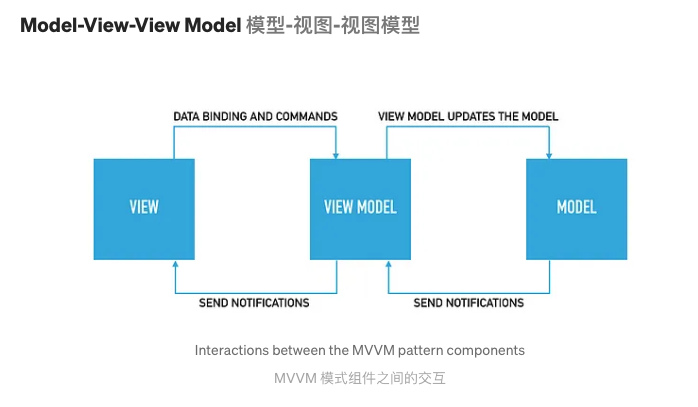 Model-View-View Model 模型-视图-视图模型
DATA BINDING AND COMMANDS
VIEW MODEL UPDATES THE MODEL
VIEW
VIEW MODEL
MODEL
SEND NOTIFICATIONS
SEND NOTIFICATIONS
Interactions between the MVVM pattern components
MVVM 模式组件之间的交互